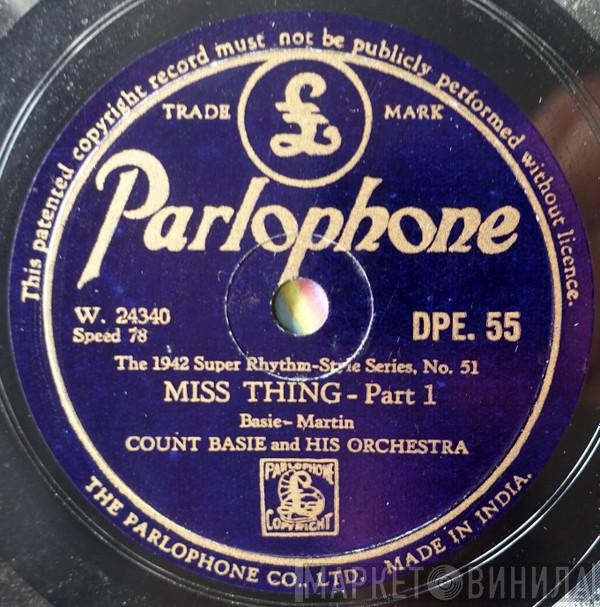 This patented copyright record must not be publicly performed without licence.
TRADE £ MARK
Parlophone
W. 24340
Speed 78
DPE. 55
The 1942 Super Rhythm-Style Series, No. 51
MISS THING - Part 1
Basie-Martin
COUNT BASIE and HIS ORCHESTRA
PARLOPHONE
£
COPYRIGHT
THE PARLOPHONE CO. LTD. MADE IN INDIA.
МАРКЕТ ВИНИЛА